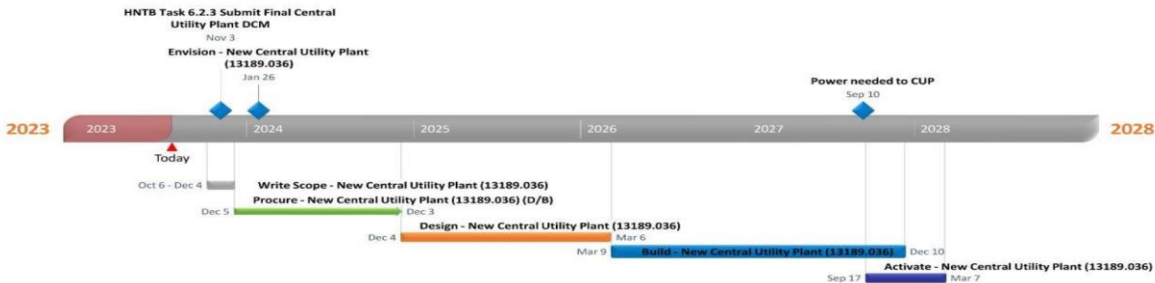 HNTB Task 6.2.3 Submit Final Central
Utility Plant DCM
Nov 3
Envision - New Central Utility Plant
(13189.036)
Jan 26
Power needed to CUP
Sep 10
2023
2023
2024
2025
2026
2027
2028
2028
Today
Oct 6 - Dec 4
Write Scope - New Central Utility Plant (13189.036)
Procure - New Central Utility Plant (13189.036) (D/B)
Dec 5
Dec 3
Design - New Central Utility Plant (13189.036)
Dec 4
Mar 6
Mar 9
Build - New Central Utility Plant (13189.036)
Dec 10
Activate - New Central Utility Plant (13189.036)
Sep 17
Mar 7